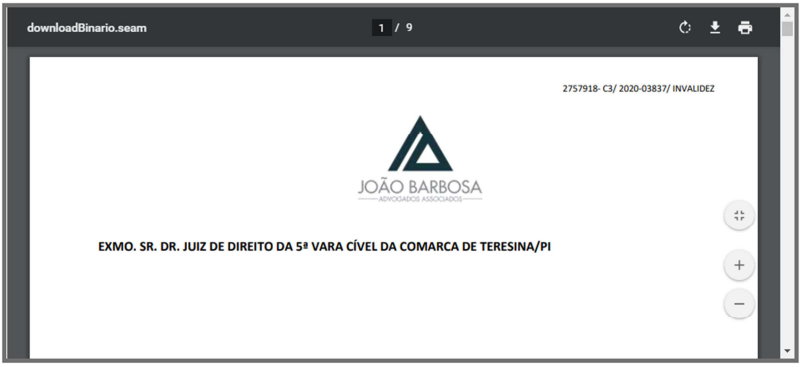 downloadBinario.seam
1 / 9
2757918- C3/ 2020-03837/ INVALIDEZ
JOÃO BARBOSA
ADVOGADOS ASSOCIADOS
EXMO. SR. DR. JUIZ DE DIREITO DA 5ª VARA CÍVEL DA COMARCA DE TERESINA/PI